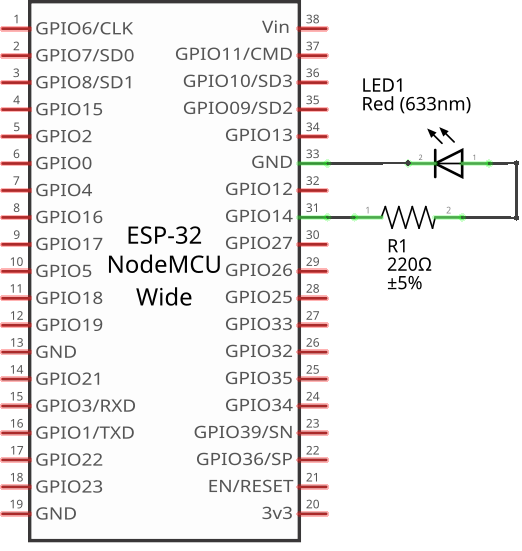 1 GPIO6/CLK
2 GPIO7/SD0
3 GPIO8/SD1
4 GPIO15
5 GPIO2
6 GPIO0
7 GPIO4
8 GPIO16
9 GPIO17
10 GPIO5
11 GPIO18
12 GPIO19
13 GND
14 GPIO21
15 GPIO3/RXD
16 GPIO1/TXD
17 GPIO22
18 GPIO23
19 GND
ESP-32
NodeMCU
Wide
Vin 38
GPIO11/CMD 37
GPIO10/SD3 36
GPIO09/SD2 35
GPIO13 34
GND 33
GPIO12 32
GPIO14 31
GPIO27 30
GPIO26 29
GPIO25 28
GPIO33 27
GPIO32 26
GPIO35 25
GPIO34 24
GPIO39/SN 23
GPIO36/SP 22
EN/RESET 21
3v3 20
LED1
Red (633nm)
2 1
1 2
R1
220Ω
±5%